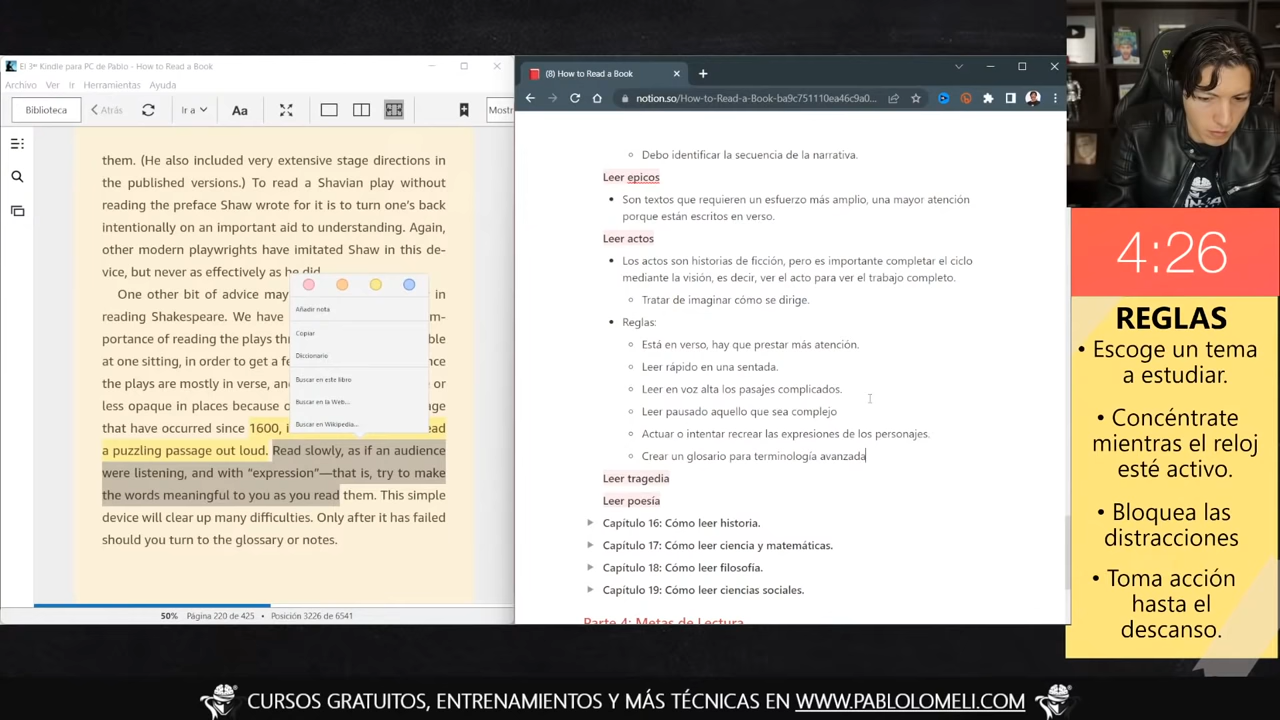 El 3er Kindle para PC de Pablo - How to Read a Book
Archivo Ver Ir Herramientas Ayuda
Biblioteca Atrás Ir a Aa Mostr
them. (He also included very extensive stage directions in
the published versions.) To read a Shavian play without
reading the preface Shaw wrote for it is to turn one's back
intentionally on an important aid to understanding. Again,
other modern playwrights have imitated Shaw in this de-
vice, but never as effectively as he did.
One other bit of advice may in
reading Shakespeare. We have m-
portance of reading the plays th ble
at one sitting, in order to get a fe nce
the plays are mostly in verse, an or
less opaque in places because o ge
that have occurred since 1600, i ead
a puzzling passage out loud. Read slowly, as if an audience
were listening, and with "expression"—that is, try to make
the words meaningful to you as you read them. This simple
device will clear up many difficulties. Only after it has failed
should you turn to the glossary or notes.
Añadir nota
Copiar
Diccionario
Buscar en este libro
Buscar en la Web...
Buscar en Wikipedia...
50% Página 220 de 425 • Posición 3226 de 6541
(8) How to Read a Book
notion.so/How-to-Read-a-Book-ba9c751110ea46c9a0...
Debo identificar la secuencia de la narrativa.
Leer epicos
• Son textos que requieren un esfuerzo más amplio, una mayor atención
porque están escritos en verso.
Leer actos
• Los actos son historias de ficción, pero es importante completar el ciclo
mediante la visión, es decir, ver el acto para ver el trabajo completo.
Tratar de imaginar cómo se dirige.
• Reglas:
Está en verso, hay que prestar más atención.
Leer rápido en una sentada.
Leer en voz alta los pasajes complicados.
Leer pausado aquello que sea complejo
Actuar o intentar recrear las expresiones de los personajes.
Crear un glosario para terminología avanzada
Leer tragedia
Leer poesía
Capítulo 16: Cómo leer historia.
Capítulo 17: Cómo leer ciencia y matemáticas.
Capítulo 18: Cómo leer filosofía.
Capítulo 19: Cómo leer ciencias sociales.
Parte 4: Metas de Lectura
4:26
REGLAS
• Escoge un tema
a estudiar.
• Concéntrate
mientras el reloj
esté activo.
• Bloquea las
distracciones
• Toma acción
hasta el
descanso.
CURSOS GRATUITOS, ENTRENAMIENTOS Y MÁS TÉCNICAS EN WWW.PABLOLOMELI.COM